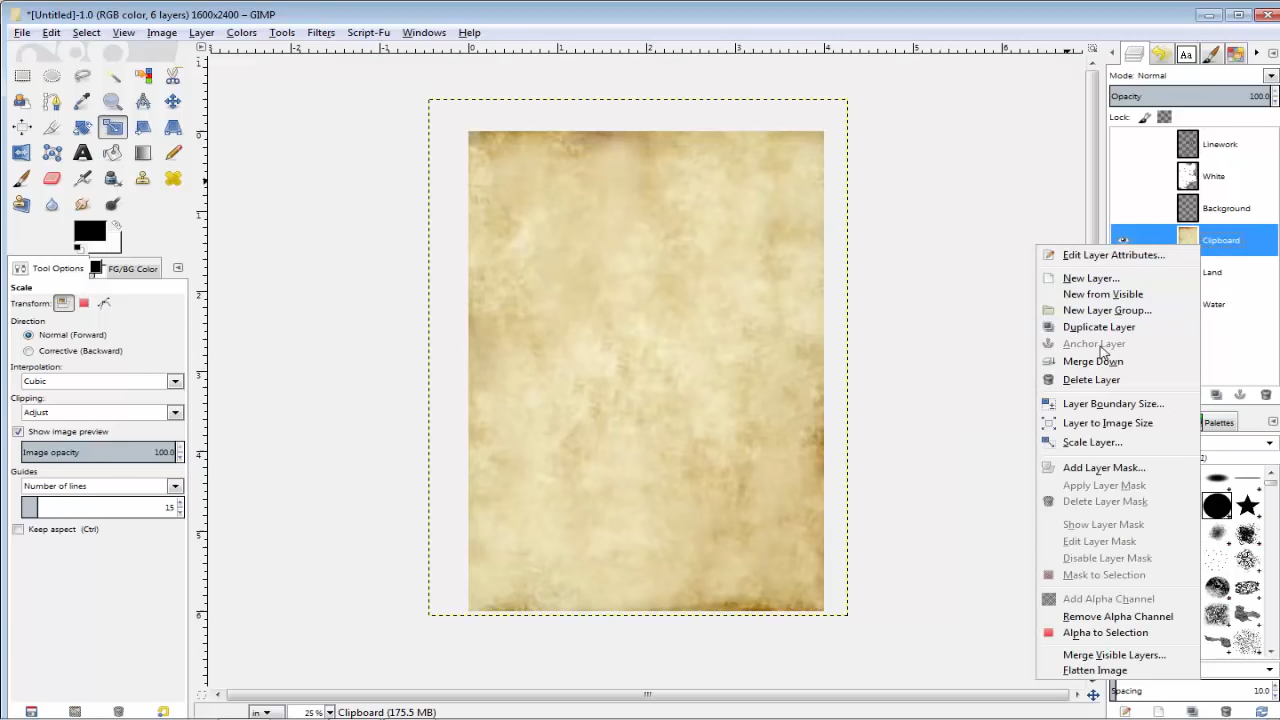 *[Untitled]-1.0 (RGB color, 6 layers) 1600x2400 – GIMP
File Edit Select View Image Layer Colors Tools Filters Script-Fu Windows Help
Mode: Normal
Opacity 100.0
Lock:
Linework
White
Background
Clipboard
Land
Water
Edit Layer Attributes...
New Layer...
New from Visible
New Layer Group...
Duplicate Layer
Anchor Layer
Merge Down
Delete Layer
Layer Boundary Size...
Layer to Image Size
Scale Layer...
Add Layer Mask...
Apply Layer Mask
Delete Layer Mask
Show Layer Mask
Edit Layer Mask
Disable Layer Mask
Mask to Selection
Add Alpha Channel
Remove Alpha Channel
Alpha to Selection
Merge Visible Layers...
Flatten Image
Palettes
Spacing 10.0
Tool Options FG/BG Color
Scale
Transform:
Direction
Normal (Forward)
Corrective (Backward)
Interpolation:
Cubic
Clipping:
Adjust
Show image preview
Image opacity 100.0
Guides
Number of lines
15
Keep aspect (Ctrl)
in 25% Clipboard (175.5 MB)